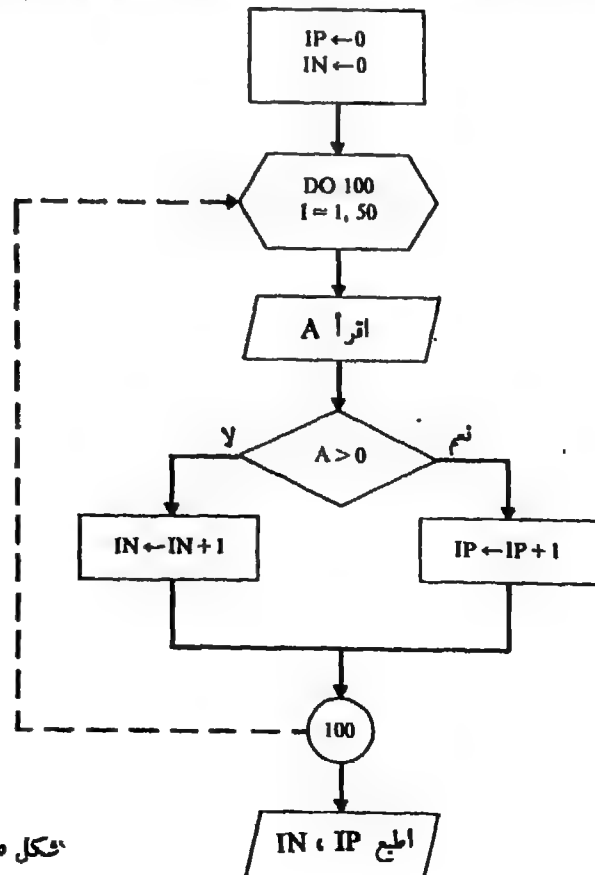 IP ← 0
IN ← 0
DO 100
I = 1, 50
اقرأ A
A > 0
نعم
لا
IN ← IN + 1
IP ← IP + 1
100
اطبع IN ، IP
شكل